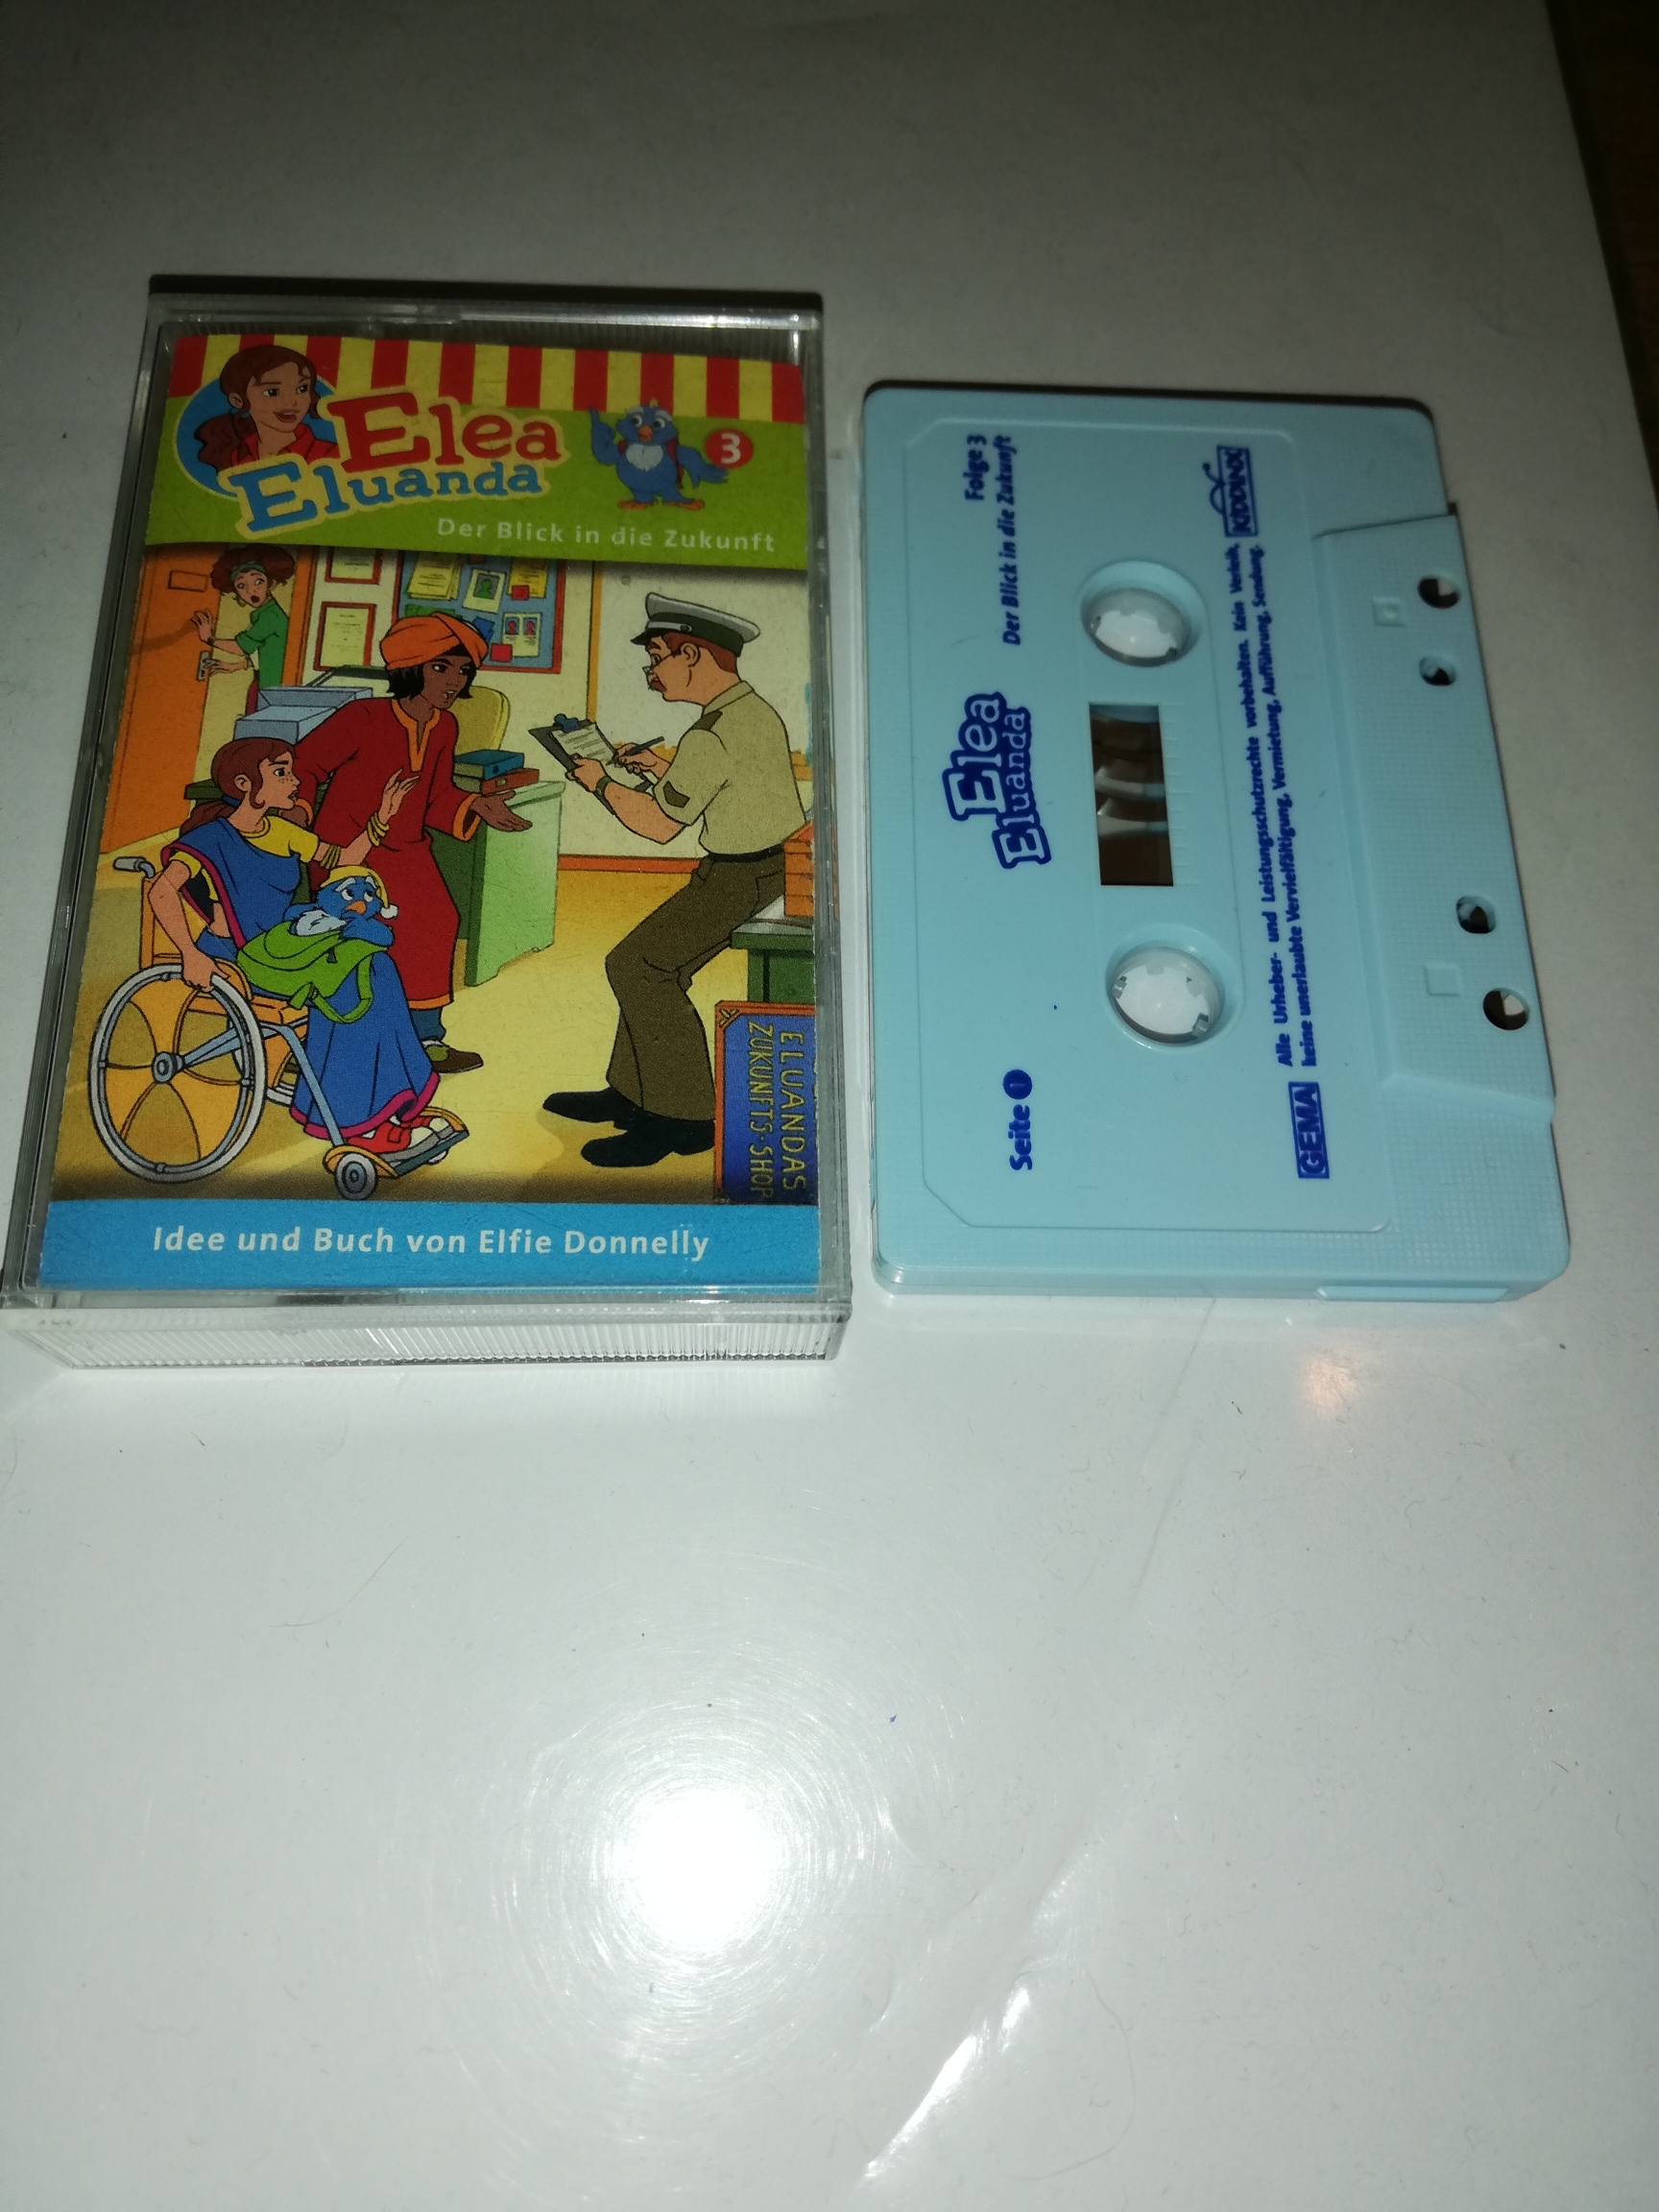 Elea
Eluanda
3
Der Blick in die Zukunft
ELUANDAS
ZUKUNFTS-SHOP
Idee und Buch von Elfie Donnelly
Folge 3
Der Blick in die Zukunft
Elea
Eluanda
Seite 1
KIDDINX
GEMA
Alle Urheber- und Leistungsschutzrechte vorbehalten. Kein Verleih,
keine unerlaubte Vervielfältigung, Vermietung, Aufführung, Sendung.